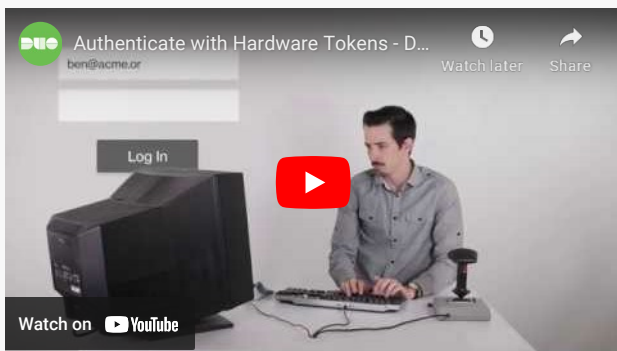 DUO
Authenticate with Hardware Tokens - D...
Watch later
Share
ben@acme.or
Log In
Watch on
YouTube